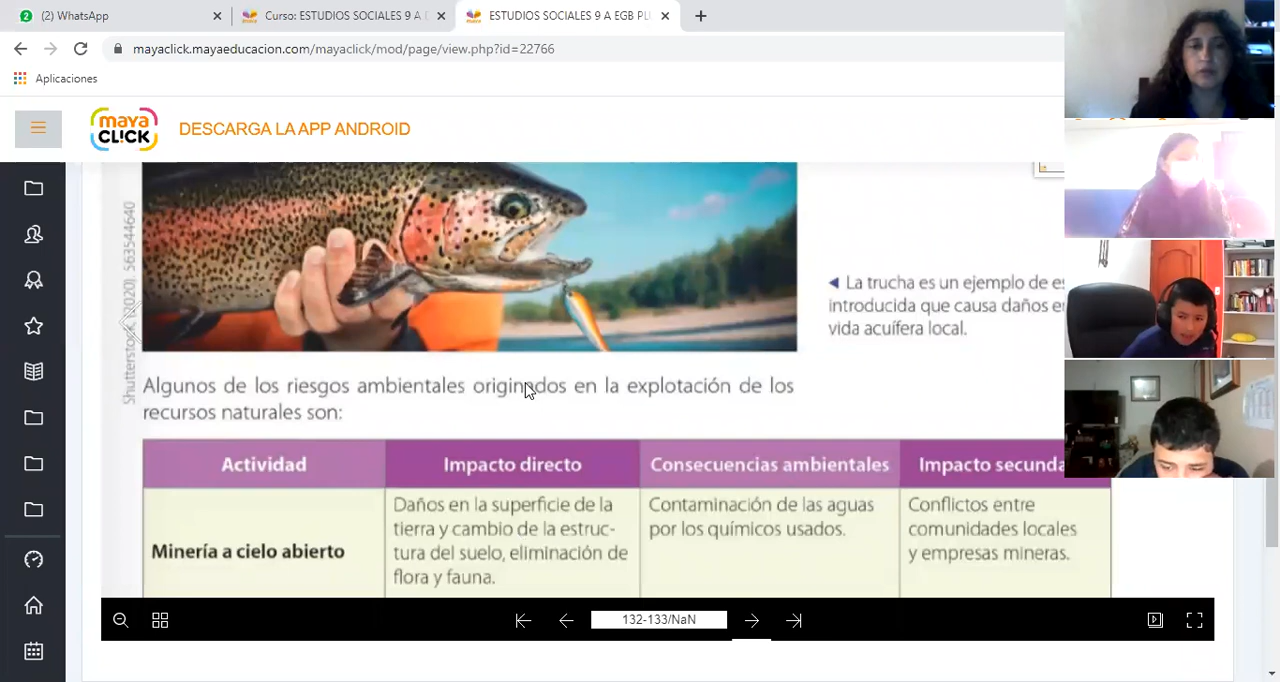 (2) WhatsApp
Curso: ESTUDIOS SOCIALES 9 A
ESTUDIOS SOCIALES 9 A EGB PL
mayaclick.mayaeducacion.com/mayaclick/mod/page/view.php?id=22766
Aplicaciones
maya
CLICK
DESCARGA LA APP ANDROID
Shutterstock, (2020) 563544640
La trucha es un ejemplo de es
introducida que causa daños en
vida acuífera local.
Algunos de los riesgos ambientales originados en la explotación de los
recursos naturales son:
Actividad
Impacto directo
Consecuencias ambientales
Impacto secunda
Minería a cielo abierto
Daños en la superficie de la
tierra y cambio de la estruc-
tura del suelo, eliminación de
flora y fauna.
Contaminación de las aguas
por los químicos usados.
Conflictos entre
comunidades locales
y empresas mineras.
132-133/NaN